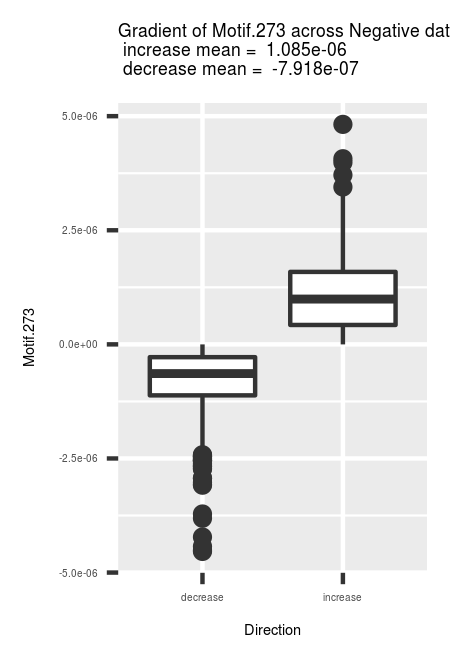 Gradient of Motif.273 across Negative dat
increase mean =  1.085e-06
decrease mean =  -7.918e-07
5.0e-06
2.5e-06
0.0e+00
-2.5e-06
-5.0e-06
Motif.273
decrease
increase
Direction